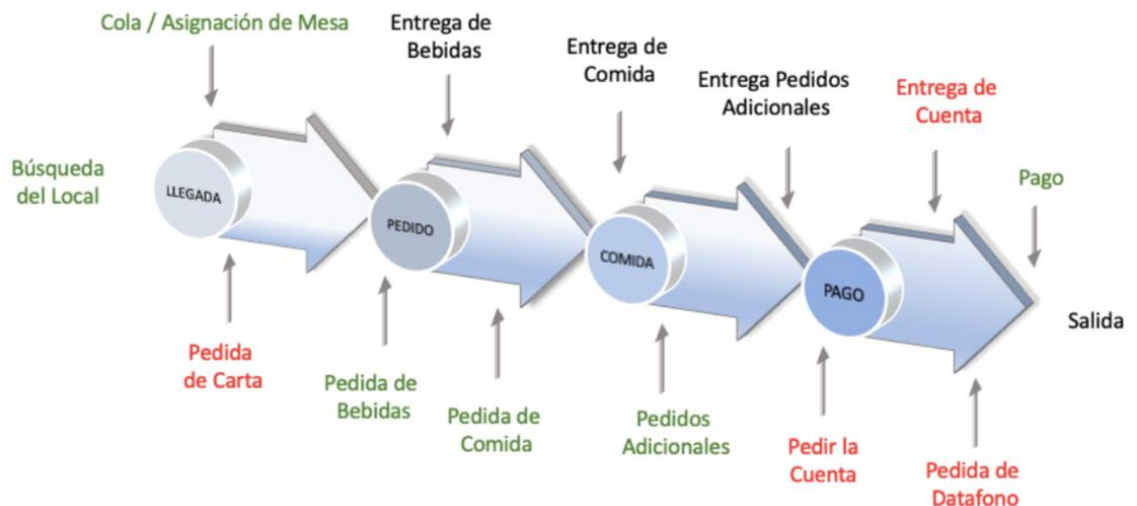 Cola / Asignación de Mesa
Entrega de
Bebidas
Entrega de
Comida
Entrega Pedidos
Adicionales
Entrega de
Cuenta
Búsqueda
del Local
Pago
LLEGADA
PEDIDO
COMIDA
PAGO
Salida
Pedida
de Carta
Pedida de
Bebidas
Pedida de
Comida
Pedidos
Adicionales
Pedir la
Cuenta
Pedida de
Datafono